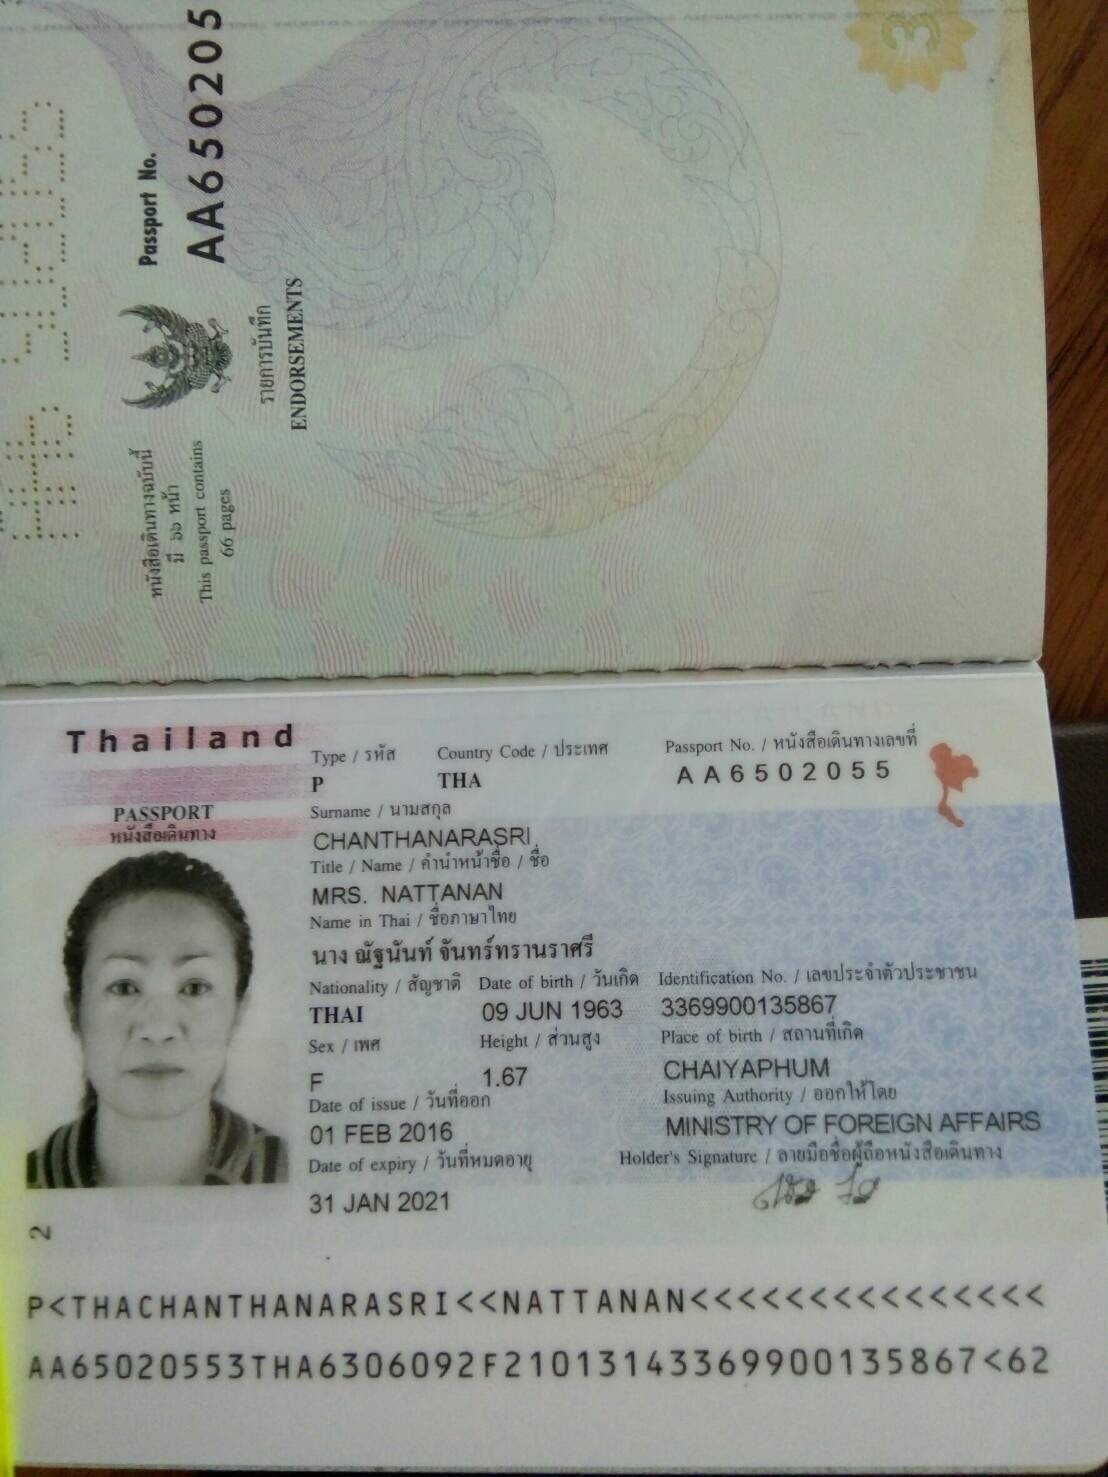 Passport No.
AA650205
รายการบันทึก
ENDORSEMENTS
หนังสือเดินทางฉบับนี้
มี ๖๖ หน้า
This passport contains
66 pages
3
Thailand
PASSPORT
หนังสือเดินทาง
Type / รหัส Country Code / ประเทศ Passport No. / หนังสือเดินทางเลขที่
P THA AA6502055
Surname / นามสกุล
CHANTHANARASRI
Title / Name / คำนำหน้าชื่อ / ชื่อ
MRS. NATTANAN
Name in Thai / ชื่อภาษาไทย
นาง ณัฐนันท์ จันทร์ทรานราศรี
Nationality / สัญชาติ Date of birth / วันเกิด Identification No. / เลขประจำตัวประชาชน
THAI 09 JUN 1963 3369900135867
Sex / เพศ Height / ส่วนสูง Place of birth / สถานที่เกิด
F 1.67 CHAIYAPHUM
Date of issue / วันที่ออก Issuing Authority / ออกให้โดย
01 FEB 2016 MINISTRY OF FOREIGN AFFAIRS
Date of expiry / วันที่หมดอายุ Holder's Signature / ลายมือชื่อผู้ถือหนังสือเดินทาง
31 JAN 2021
2
P<THACHANTHANARASRI<<NATTANAN<<<<<<<<<<<<<<<
AA65020553THA6306092F21013143369900135867<62